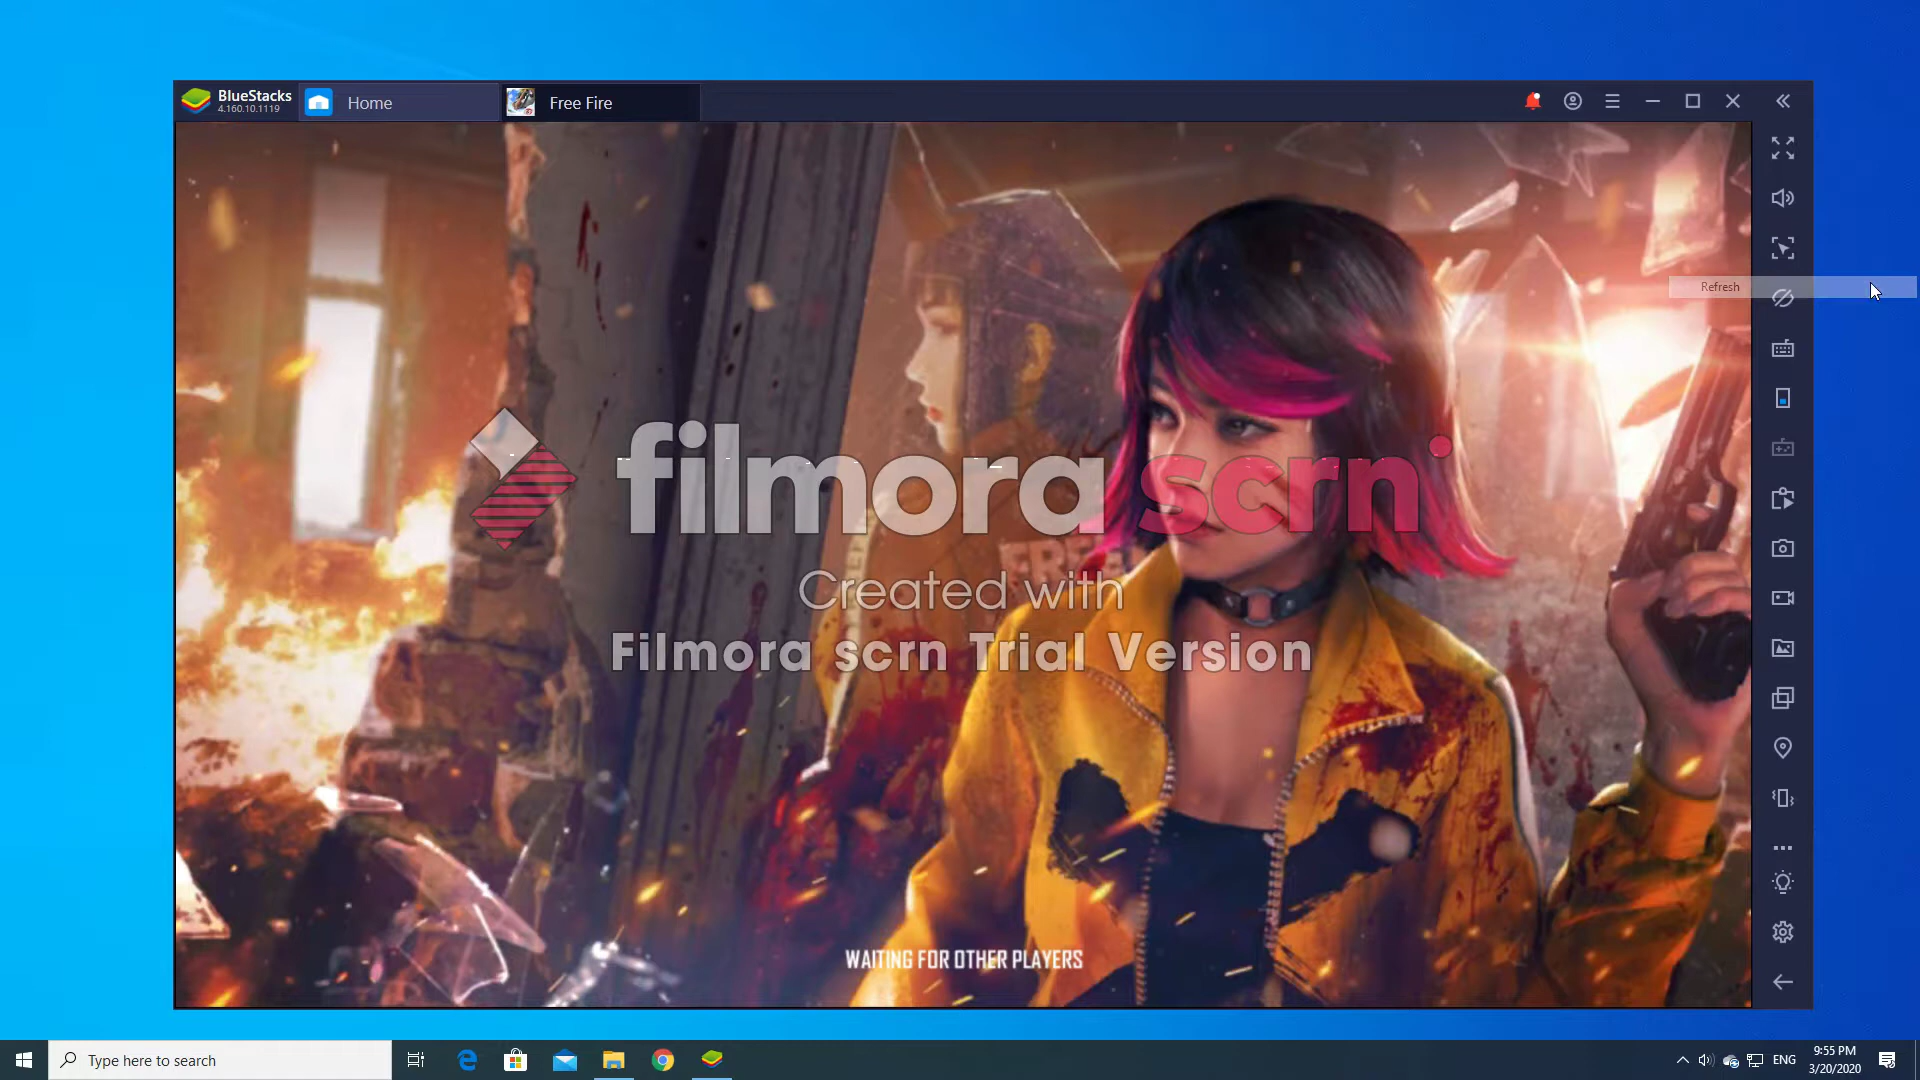 BlueStacks
4.160.10.1119
Home
Free Fire
Refresh
filmora scrn
FREE
Created with
Filmora scrn Trial Version
WAITING FOR OTHER PLAYERS
Type here to search
ENG
9:55 PM
3/20/2020